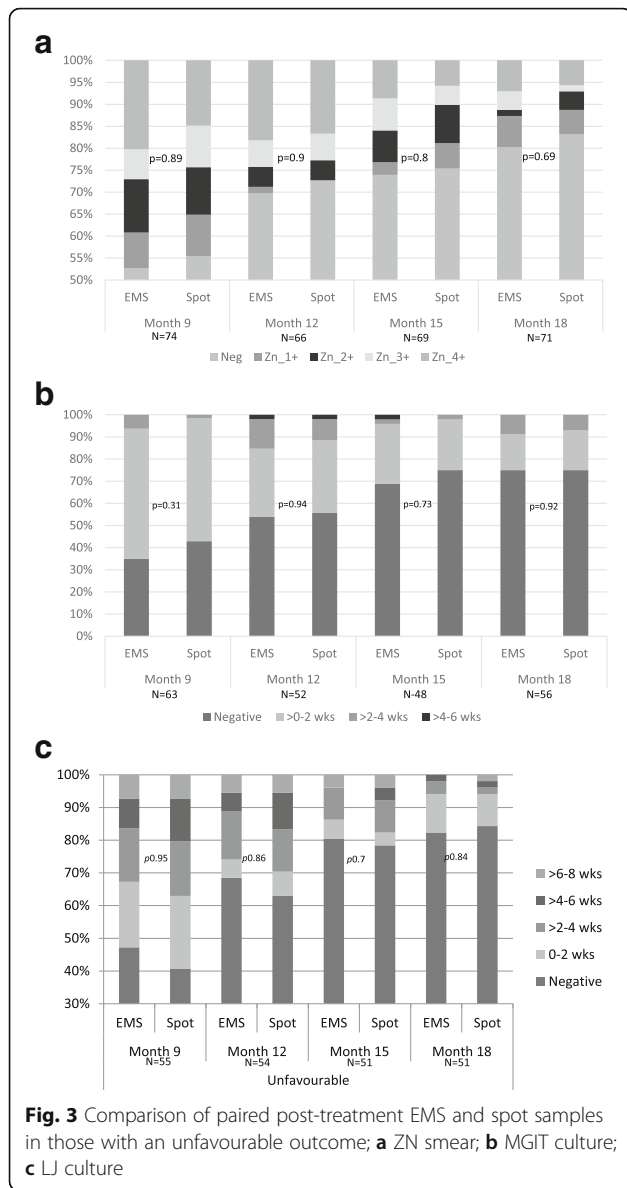 a
100%
95%
90%
85%
80%
75%
70%
65%
60%
55%
50%
p=0.89
p=0.9
p=0.8
p=0.69
EMS Spot EMS Spot EMS Spot EMS Spot
Month 9 Month 12 Month 15 Month 18
N=74 N=66 N=69 N=71
Neg Zn_1+ Zn_2+ Zn_3+ Zn_4+
b
100%
90%
80%
70%
60%
50%
40%
30%
20%
10%
0%
p=0.31
p=0.94
p=0.73
p=0.92
EMS Spot EMS Spot EMS Spot EMS Spot
Month 9 Month 12 Month 15 Month 18
N=63 N=52 N-48 N=56
Negative >0-2 wks >2-4 wks >4-6 wks
c
100%
90%
80%
70%
60%
50%
40%
30%
p0.95
p0.86
p0.7
p0.84
>6-8 wks
>4-6 wks
>2-4 wks
0-2 wks
Negative
EMS Spot EMS Spot EMS Spot EMS Spot
Month 9 Month 12 Month 15 Month 18
N=55 N=54 N=51 N=51
Unfavourable
Fig. 3 Comparison of paired post-treatment EMS and spot samples
in those with an unfavourable outcome; a ZN smear; b MGIT culture;
c LJ culture